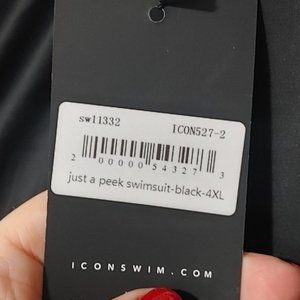 sw11332 ICON527-2
2 00000 54327 3
just a peek swimsuit-black-4XL
ICONSWIM.COM